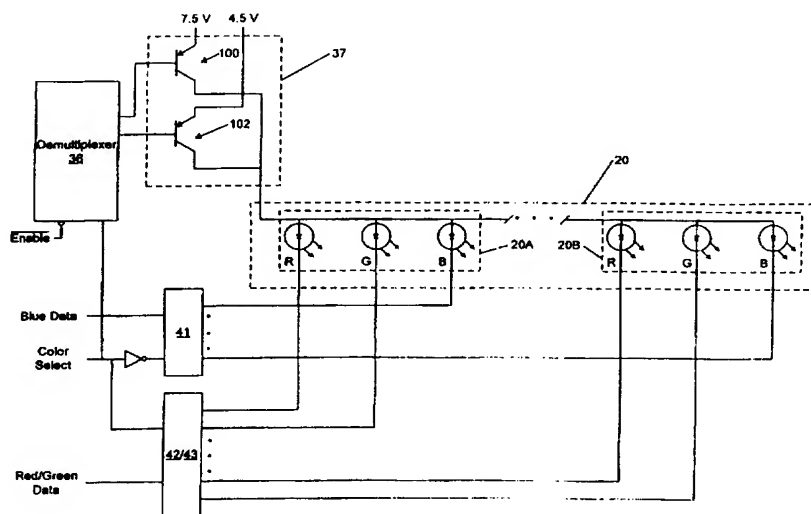 7.5 V 4.5 V
100
37
102
Demultiplexer
36
Enable
20
R G B 20A 20B R G B
Blue Data
41
Color
Select
42/43
Red/Green
Data